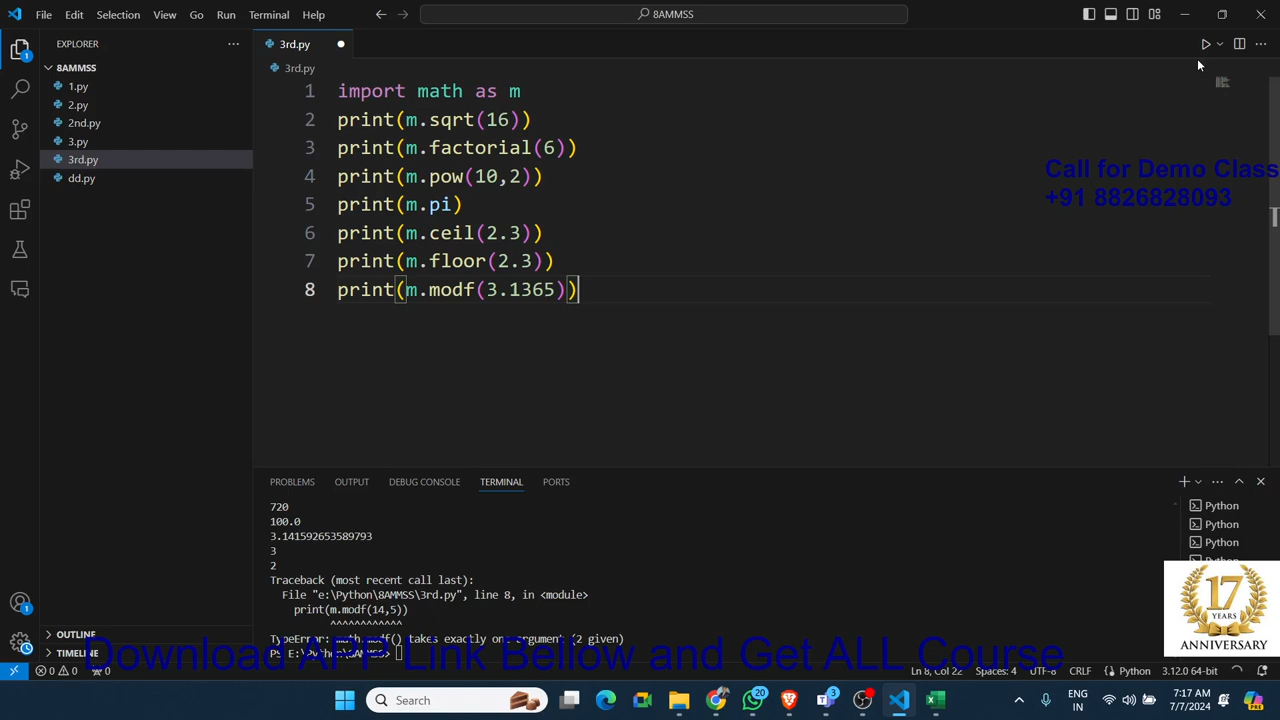 File Edit Selection View Go Run Terminal Help
8AMMSS
EXPLORER
8AMMSS
1.py
2.py
2nd.py
3.py
3rd.py
dd.py
OUTLINE
TIMELINE
3rd.py
3rd.py
1 import math as m
2 print(m.sqrt(16))
3 print(m.factorial(6))
4 print(m.pow(10,2))
5 print(m.pi)
6 print(m.ceil(2.3))
7 print(m.floor(2.3))
8 print(m.modf(3.1365))
Call for Demo Class
+91 8826828093
PROBLEMS OUTPUT DEBUG CONSOLE TERMINAL PORTS
720
100.0
3.141592653589793
3
2
Traceback (most recent call last):
File "e:\Python\8AMMSS\3rd.py", line 8, in <module>
print(m.modf(14,5))
^^^^^^^^^^^^
TypeError: math.modf() takes exactly one argument (2 given)
PS E:\Python\8AMMSS>
Python
Python
Python
17
YEARS
ANNIVERSARY
Download APP Link Bellow and Get ALL Course
0 0 0
Ln 8, Col 22 Spaces: 4 UTF-8 CRLF Python 3.12.0 64-bit
Search
20
3
ENG
IN
7:17 AM
7/7/2024